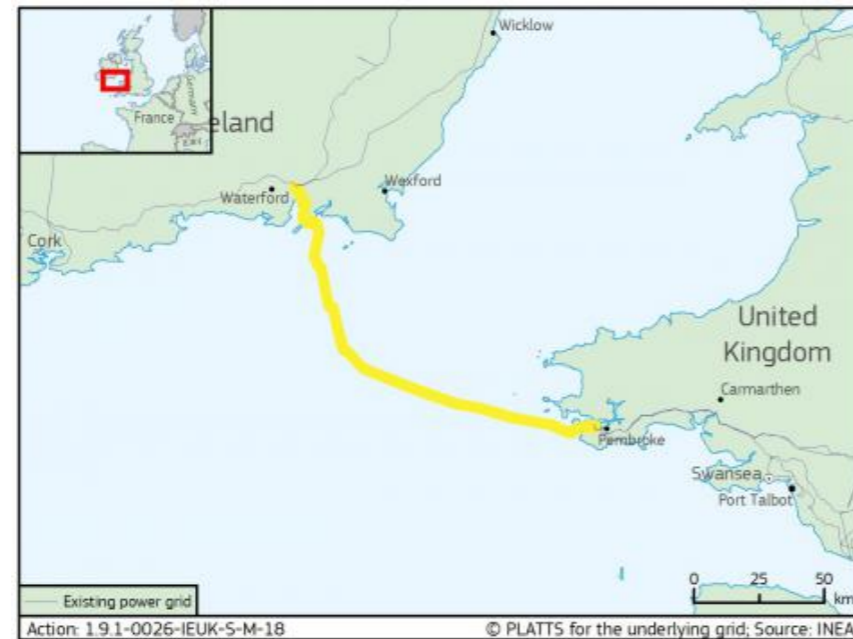 Wicklow
France
Germany
eland
Waterford
Wexford
Cork
United
Kingdom
Carmarthen
Pembroke
Swansea
Port Talbot
0 25 50
km
Existing power grid
Action: 1.9.1-0026-IEUK-S-M-18
© PLATTS for the underlying grid; Source: INEA